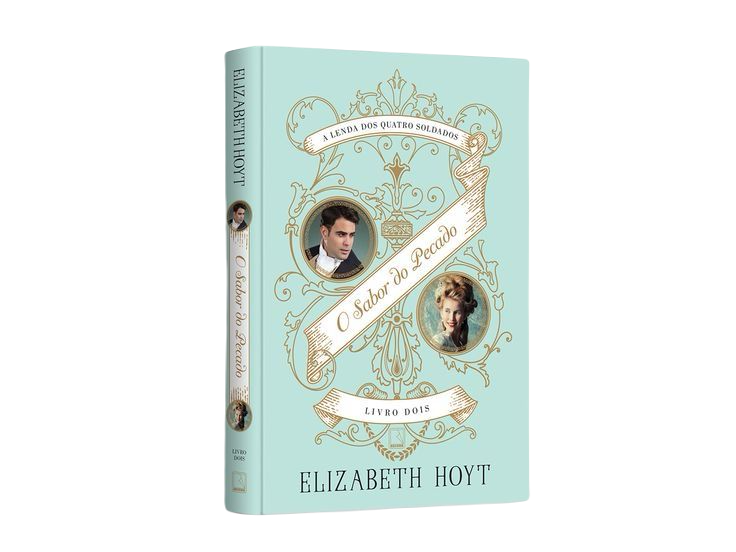 ELIZABETH HOYT
O Sabor do Pecado
LIVRO
DOIS
A LENDA DOS QUATRO SOLDADOS
O Sabor do Pecado
LIVRO DOIS
ELIZABETH HOYT